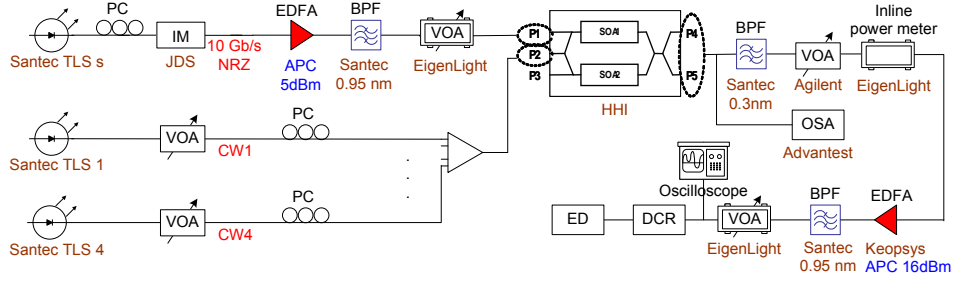 PC
IM
Santec TLS s
JDS
10 Gb/s
NRZ
EDFA
APC
5dBm
BPF
Santec
0.95 nm
VOA
EigenLight
P1
P2
P3
SOA1
SOA2
P4
P5
HHI
BPF
Santec
0.3nm
VOA
Agilent
Inline
power meter
EigenLight
OSA
Advantest
Santec TLS 1
VOA
CW1
PC
Santec TLS 4
VOA
CW4
PC
Oscilloscope
ED
DCR
VOA
EigenLight
BPF
Santec
0.95 nm
EDFA
Keopsys
APC 16dBm